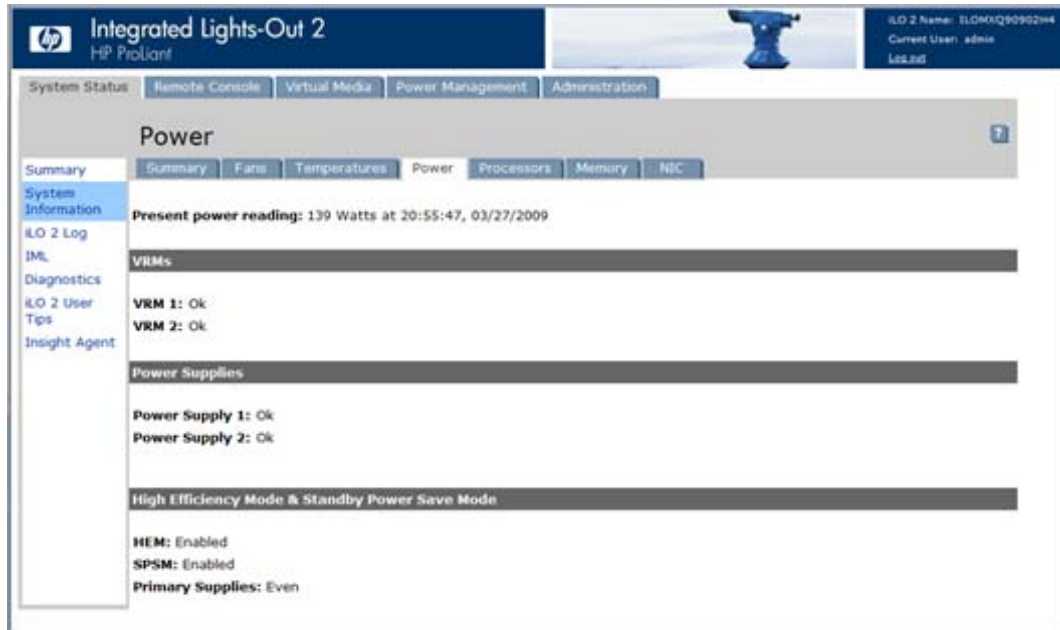 hp
Integrated Lights-Out 2
HP ProLiant
iLO 2 Name: ILOMXQ90902H4
Current User: admin
Log out
System Status
Remote Console
Virtual Media
Power Management
Administration
Power
?
Summary
Fans
Temperatures
Power
Processors
Memory
NIC
Summary
System
Information
iLO 2 Log
IML
Diagnostics
iLO 2 User
Tips
Insight Agent
Present power reading: 139 Watts at 20:55:47, 03/27/2009
VRMs
VRM 1: Ok
VRM 2: Ok
Power Supplies
Power Supply 1: Ok
Power Supply 2: Ok
High Efficiency Mode & Standby Power Save Mode
HEM: Enabled
SPSM: Enabled
Primary Supplies: Even